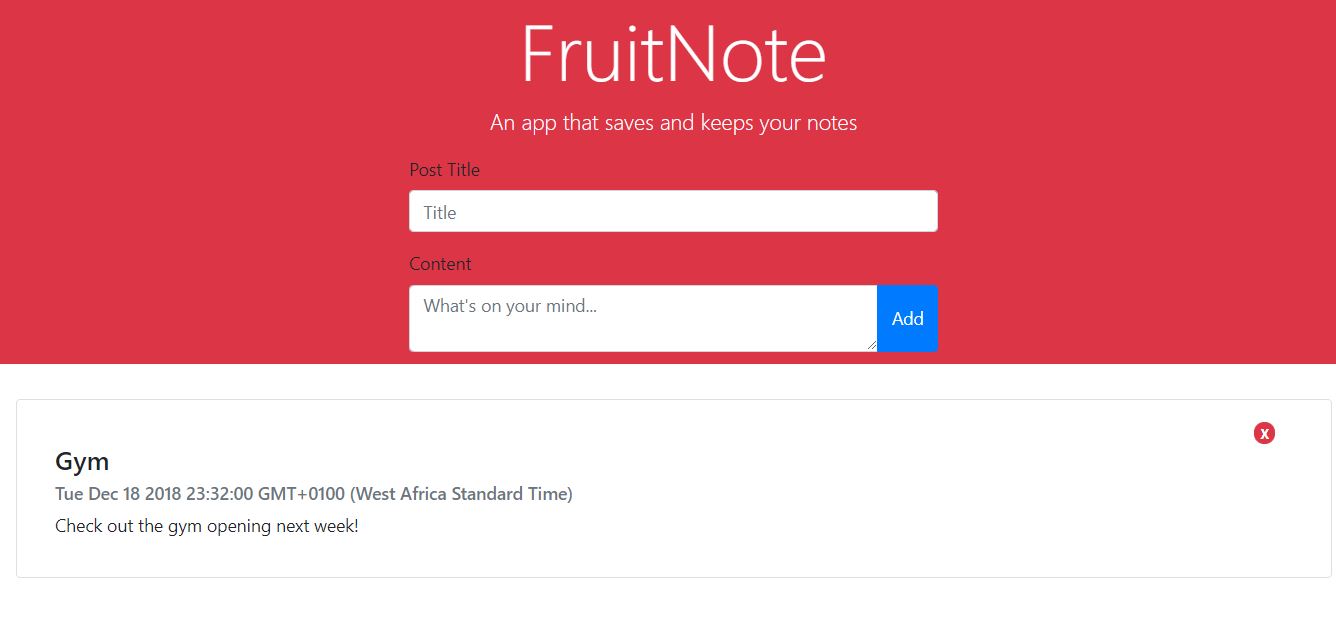 FruitNote
An app that saves and keeps your notes
Post Title
Title
Content
What's on your mind...
Add
x
Gym
Tue Dec 18 2018 23:32:00 GMT+0100 (West Africa Standard Time)
Check out the gym opening next week!